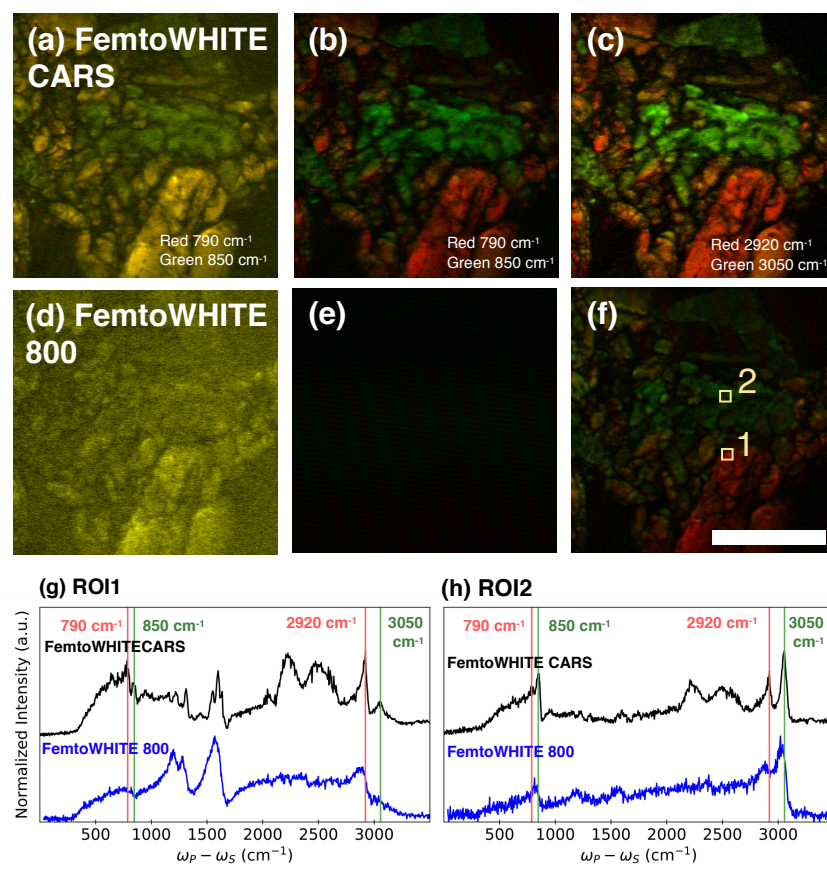 (a) FemtoWHITE
CARS
Red 790 cm⁻¹
Green 850 cm⁻¹
(b)
Red 790 cm⁻¹
Green 850 cm⁻¹
(c)
Red 2920 cm⁻¹
Green 3050 cm⁻¹
(d) FemtoWHITE
800
(e)
(f)
2
1
(g) ROI1
790 cm⁻¹
850 cm⁻¹
2920 cm⁻¹
3050
cm⁻¹
FemtoWHITECARS
FemtoWHITE 800
Normalized Intensity (a.u.)
500 1000 1500 2000 2500 3000
ω_P − ω_S (cm⁻¹)
(h) ROI2
790 cm⁻¹
850 cm⁻¹
2920 cm⁻¹
3050
cm⁻¹
FemtoWHITE CARS
FemtoWHITE 800
500 1000 1500 2000 2500 3000
ω_P − ω_S (cm⁻¹)